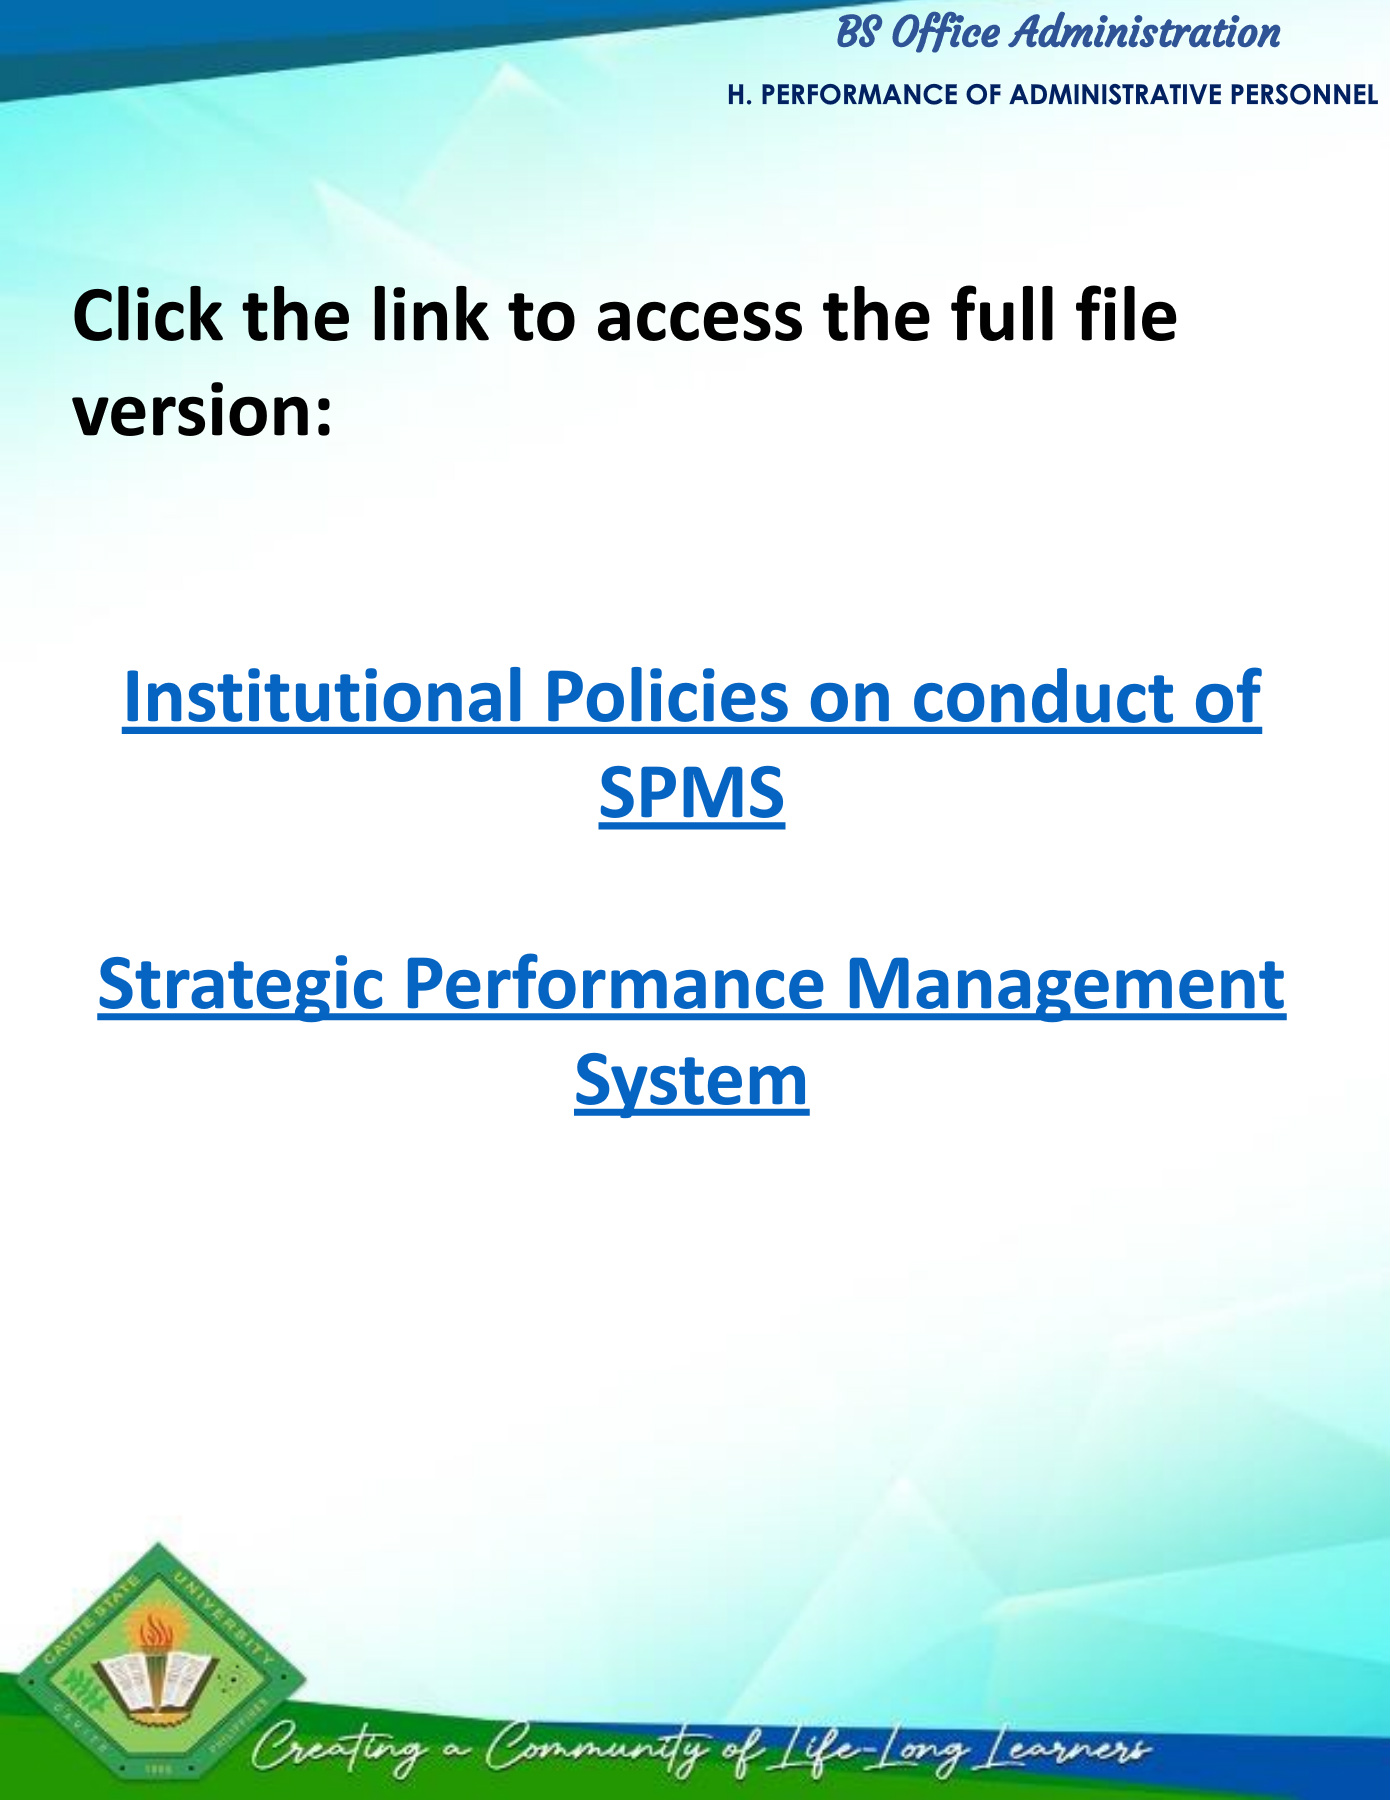 BS Office Administration
H. PERFORMANCE OF ADMINISTRATIVE PERSONNEL
Click the link to access the full file
version:
Institutional Policies on conduct of
SPMS
Strategic Performance Management
System
CAVITE STATE UNIVERSITY
CAVITE
PHILIPPINES
1906
Creating a Community of Life-Long Learners